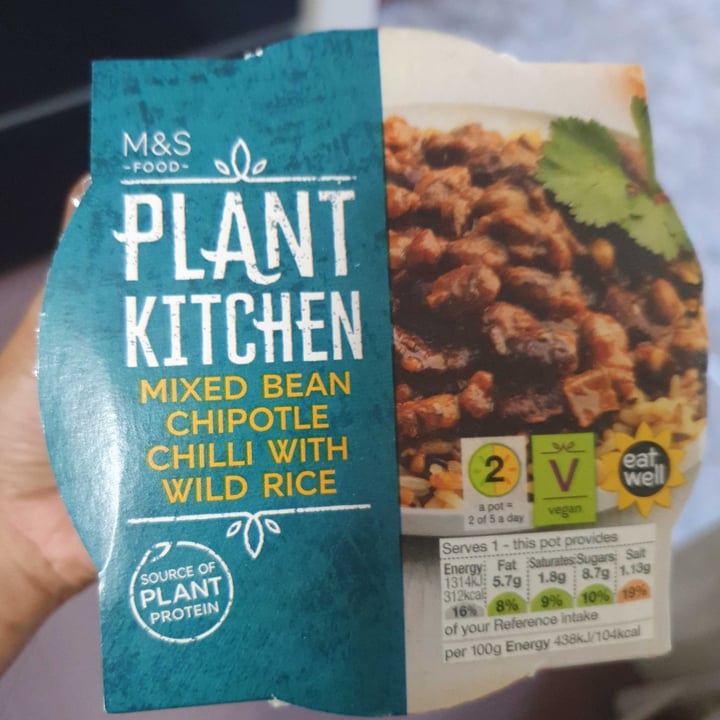 M&S
-FOOD-
PLANT
KITCHEN
MIXED BEAN
CHIPOTLE
CHILLI WITH
WILD RICE
SOURCE OF
PLANT
PROTEIN
2
a pot =
2 of 5 a day
V
vegan
eat
well
Serves 1 - this pot provides
Energy Fat Saturates Sugars Salt
1314kJ 5.7g 1.8g 8.7g 1.13g
312kcal
16% 8% 9% 10% 19%
of your Reference intake
per 100g Energy 438kJ/104kcal